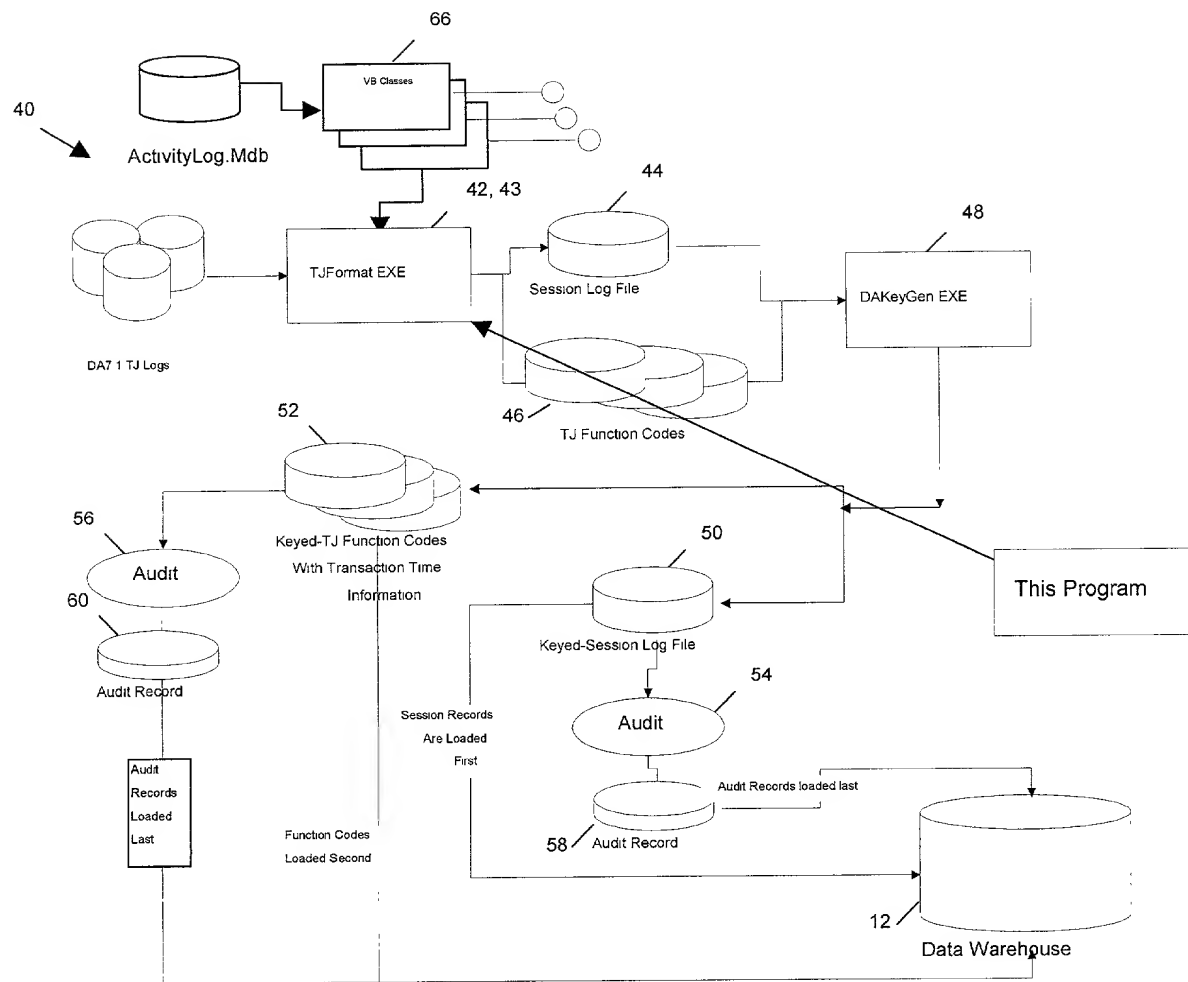 66
VB Classes
40
ActivityLog.Mdb
42, 43
44
48
TJFormat EXE
Session Log File
DAKeyGen EXE
DA7 1 TJ Logs
46
TJ Function Codes
52
56
Keyed-TJ Function Codes
With Transaction Time
Information
50
Audit
This Program
60
Keyed-Session Log File
Audit Record
54
Session Records
Are Loaded
First
Audit
Audit
Records
Loaded
Last
Audit Records loaded last
Function Codes
Loaded Second
58
Audit Record
12
Data Warehouse